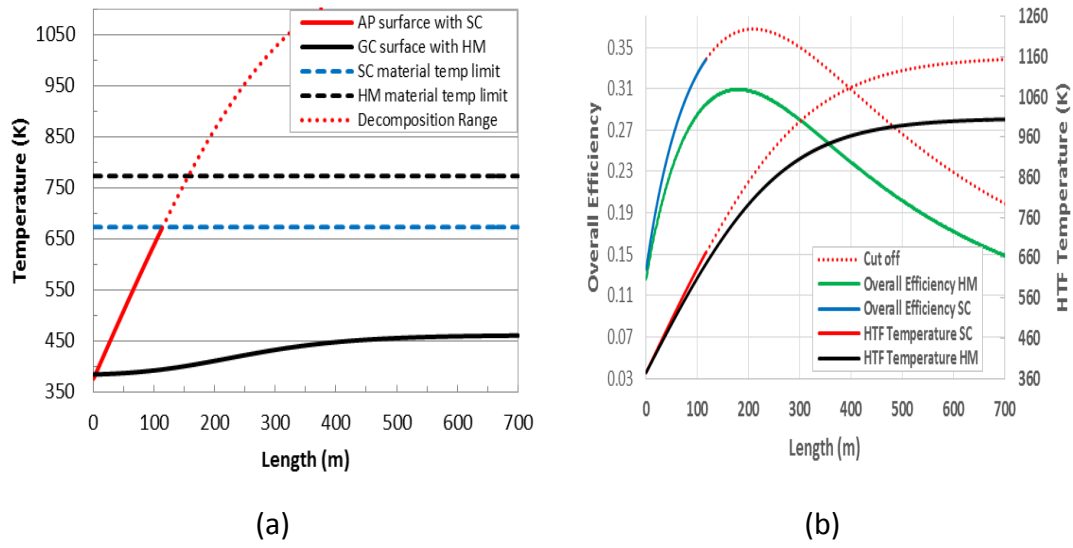 1050
950
850
750
650
550
450
350
Temperature (K)
AP surfarce with SC
GC surface with HM
SC material temp limit
HM material temp limit
Decomposition Range
0 100 200 300 400 500 600 700
Length (m)
(a)
0.35
0.31
0.27
0.23
0.19
0.15
0.11
0.07
0.03
Overall Efficiency
1260
1160
1060
960
860
760
660
560
460
360
HTF Temperature (K)
Cut off
Overall Efficiency HM
Overall Efficiency SC
HTF Temperature SC
HTF Temperature HM
0 100 200 300 400 500 600 700
Length (m)
(b)